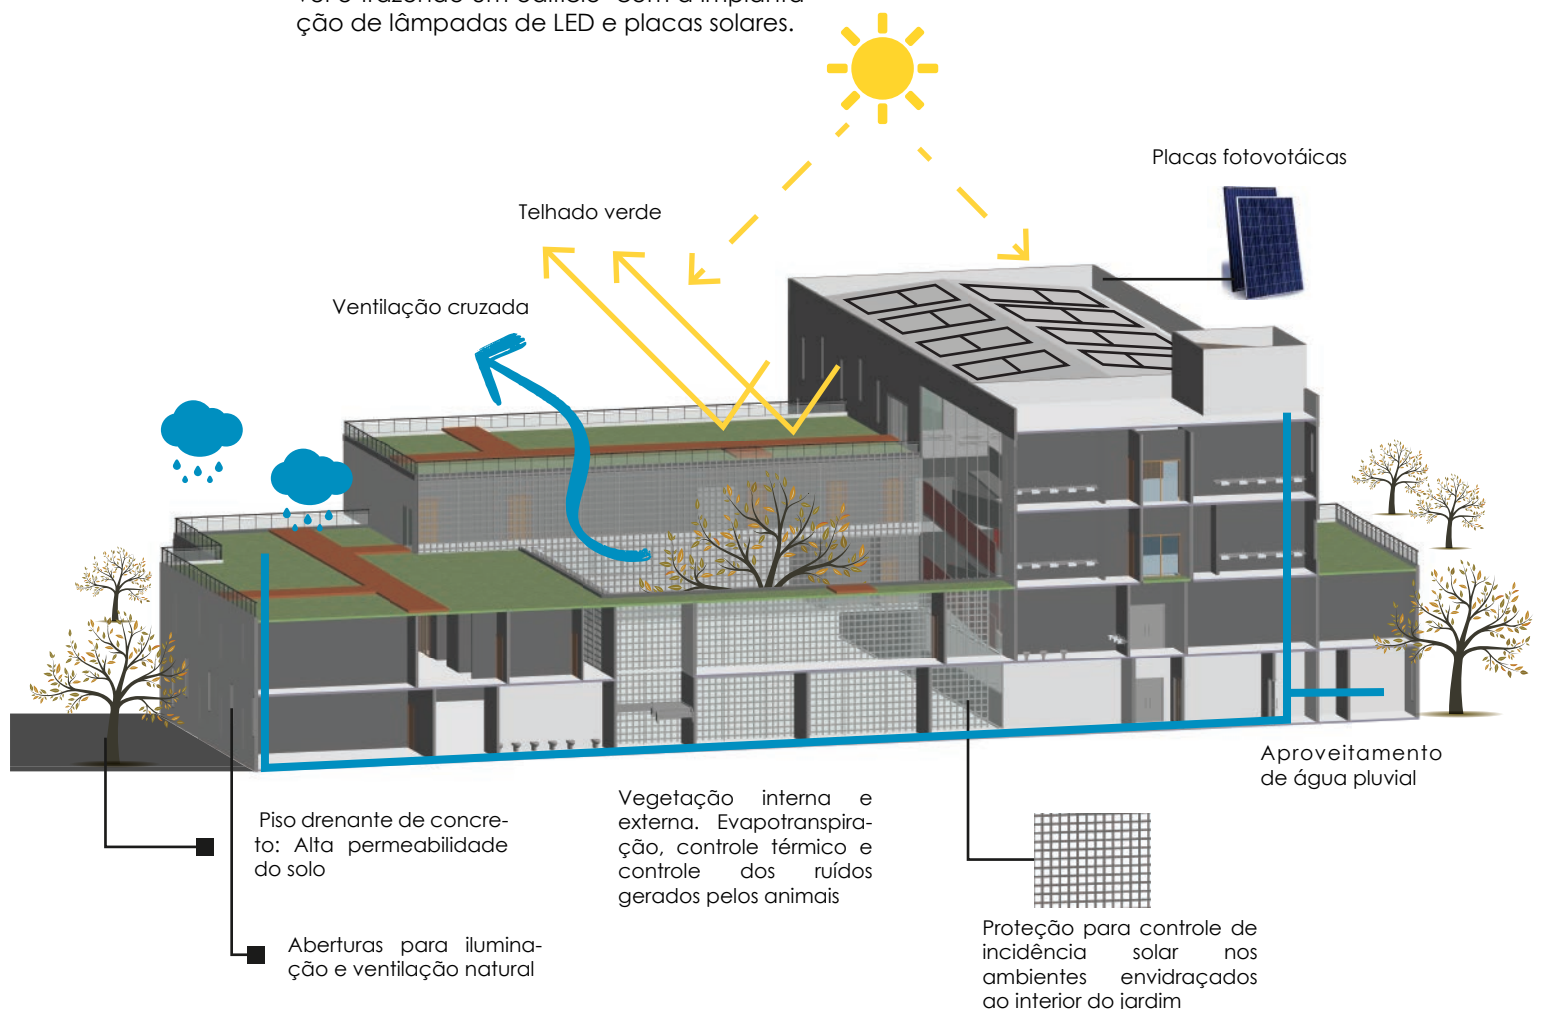 ção de lâmpadas de LED e placas solares.
Placas fotovotáicas
Telhado verde
Ventilação cruzada
Aproveitamento
de água pluvial
Piso drenante de concre-
to: Alta permeabilidade
do solo
Vegetação interna e
externa. Evapotranspira-
ção, controle térmico e
controle dos ruídos
gerados pelos animais
Aberturas para ilumina-
ção e ventilação natural
Proteção para controle de
incidência solar nos
ambientes envidraçados
ao interior do jardim